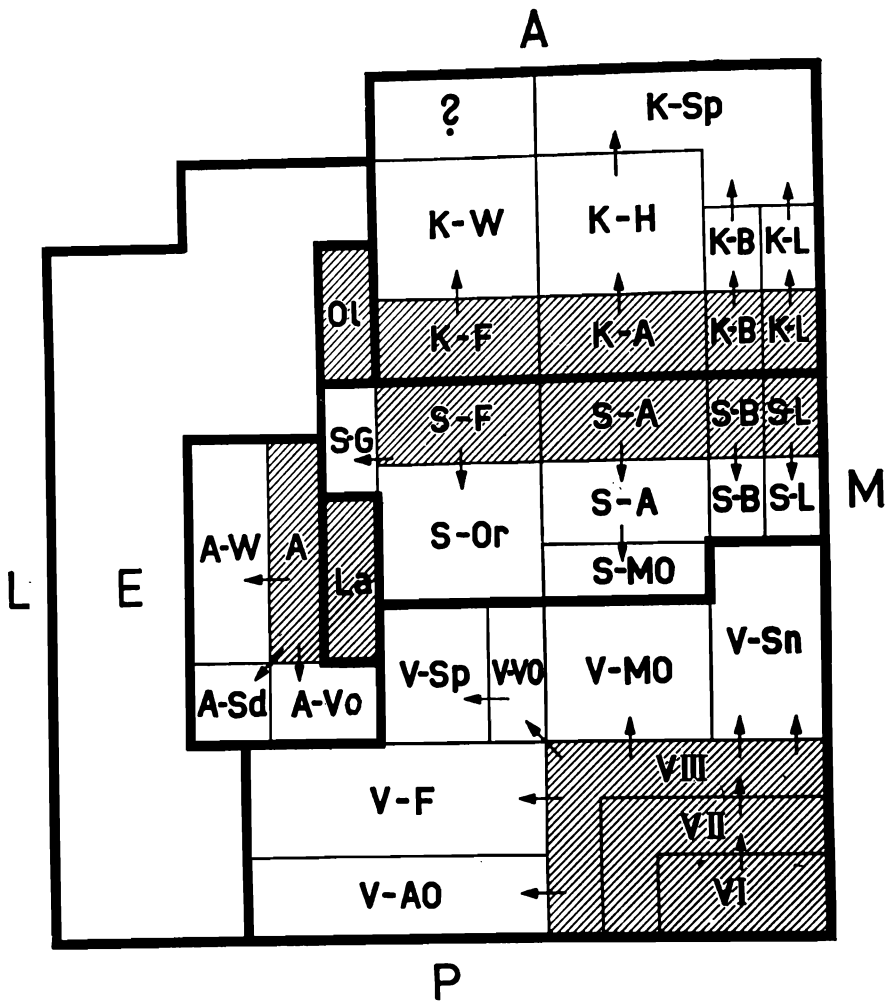 A
?
K-Sp
K-W
K-H
K-B
K-L
Ol
K-F
K-A
K-B
K-L
S-G
S-F
S-A
S-B
S-L
M
S-Or
S-A
S-B
S-L
S-MO
L
E
A-W
A
La
A-Sd
A-Vo
V-Sp
V-VO
V-MO
V-Sn
V-F
VIII
VII
V-AO
VI
P